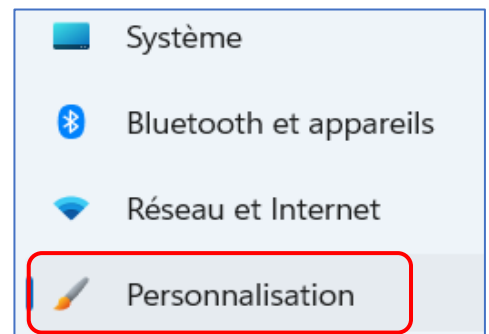 Système
Bluetooth et appareils
Réseau et Internet
Personnalisation